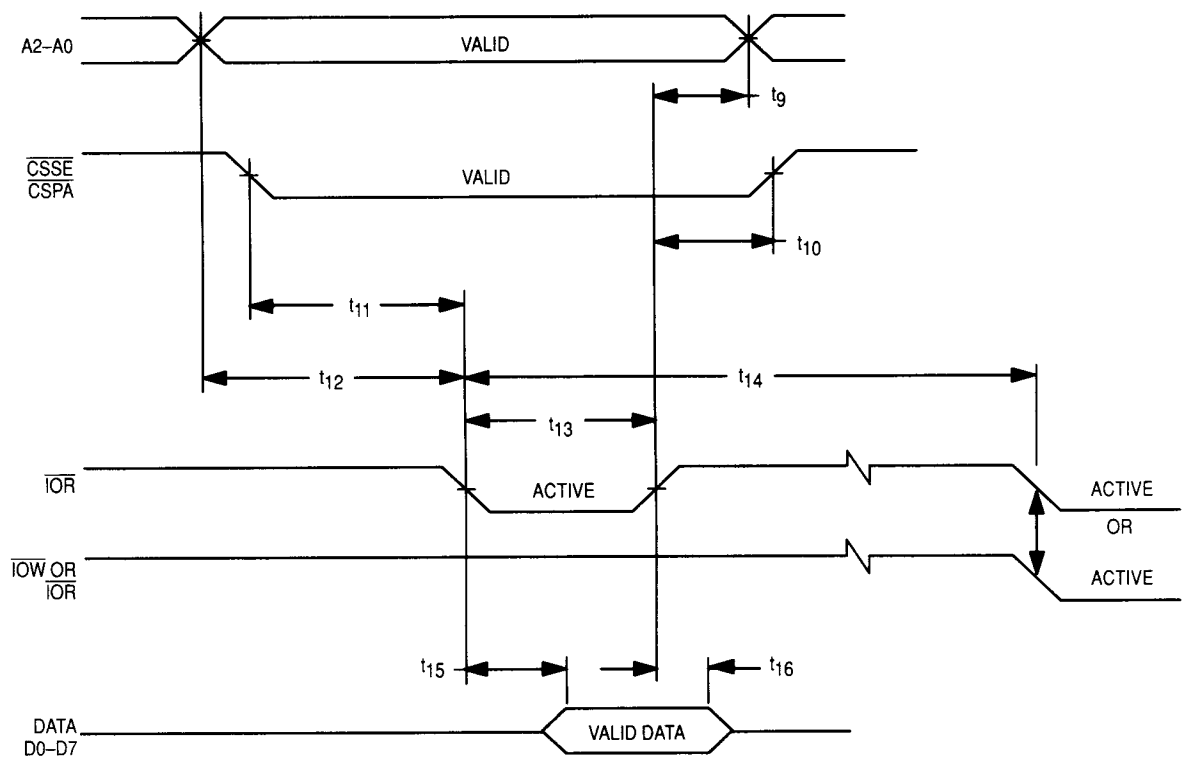 A2–A0
VALID
t9
CSSE
CSPA
VALID
t10
t11
t12
t14
t13
IOR
ACTIVE
ACTIVE
OR
IOW OR
IOR
ACTIVE
t15
t16
DATA
D0–D7
VALID DATA